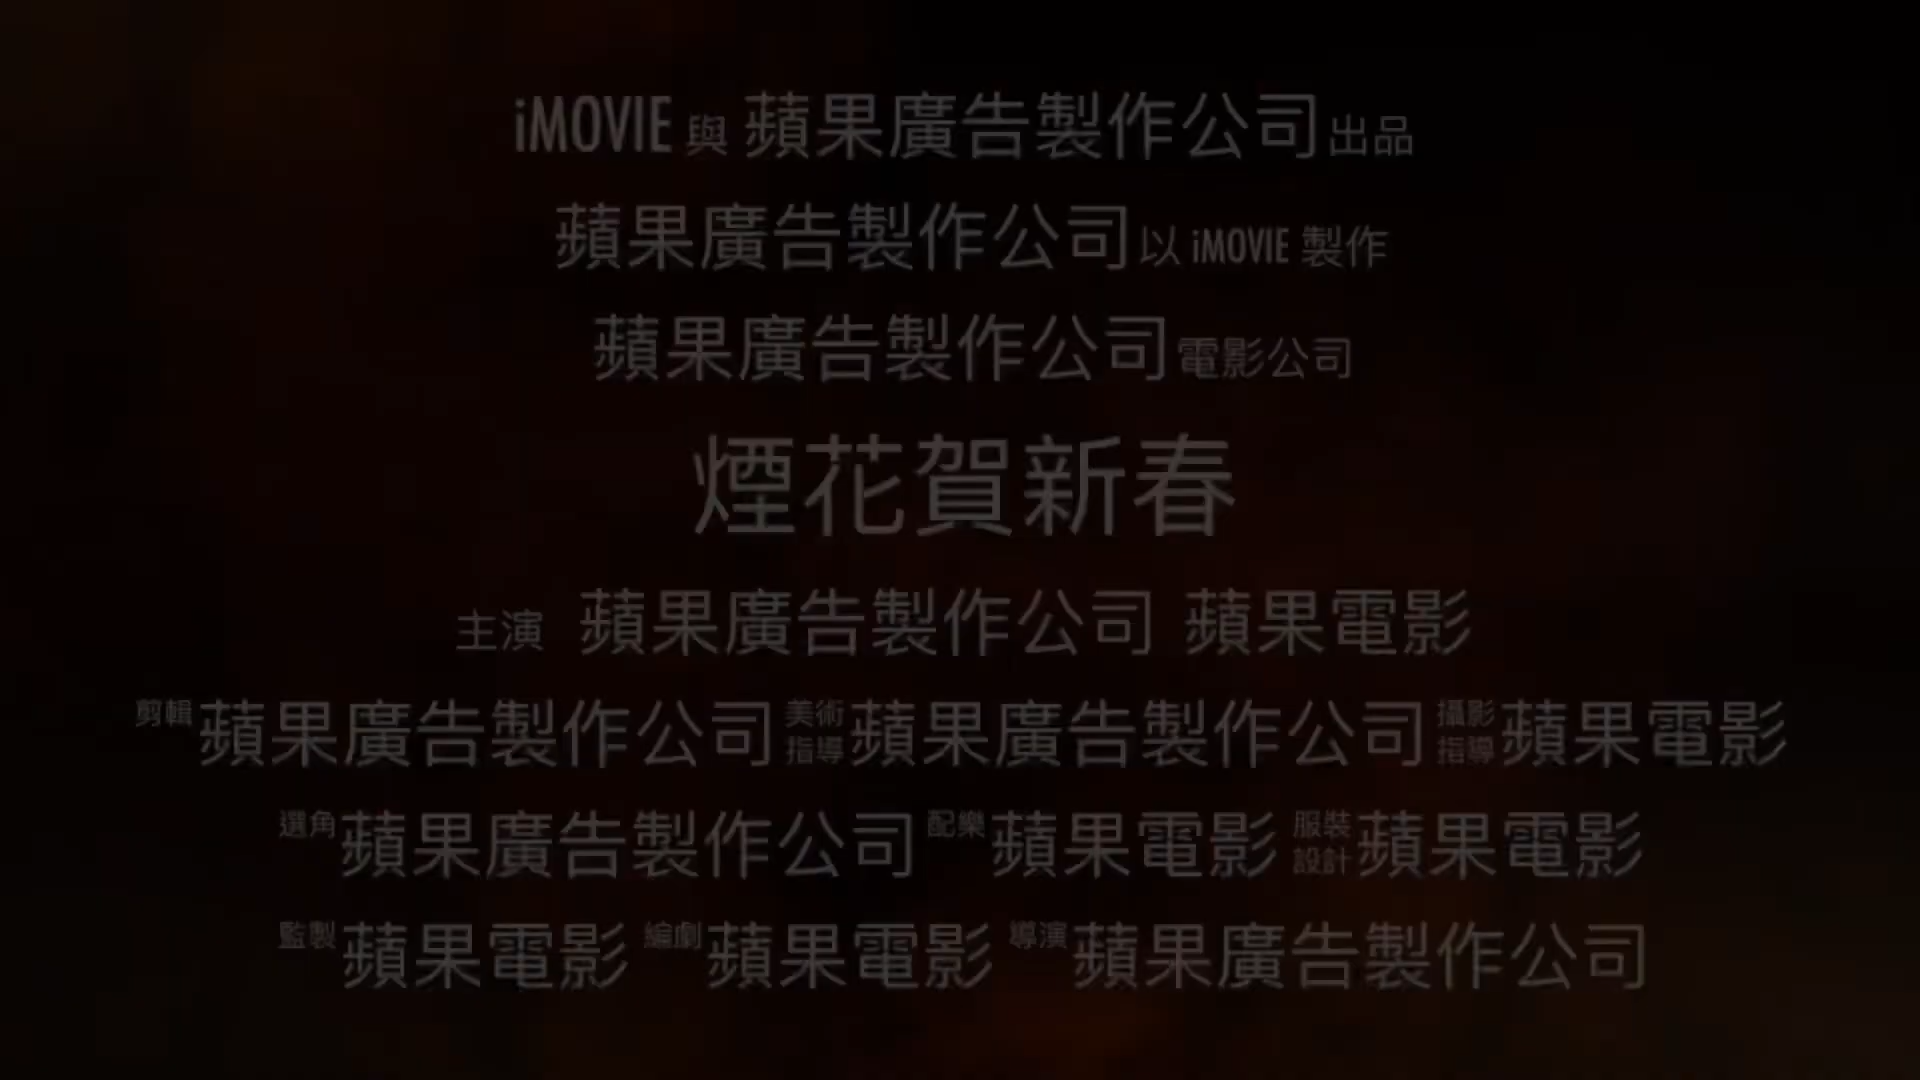 iMOVIE 與 蘋果廣告製作公司 出品
蘋果廣告製作公司 以 iMOVIE 製作
蘋果廣告製作公司 電影公司
煙花賀新春
主演 蘋果廣告製作公司 蘋果電影
剪輯 蘋果廣告製作公司 美術指導 蘋果廣告製作公司 攝影指導 蘋果電影
選角 蘋果廣告製作公司 配樂 蘋果電影 服裝設計 蘋果電影
監製 蘋果電影 編劇 蘋果電影 導演 蘋果廣告製作公司